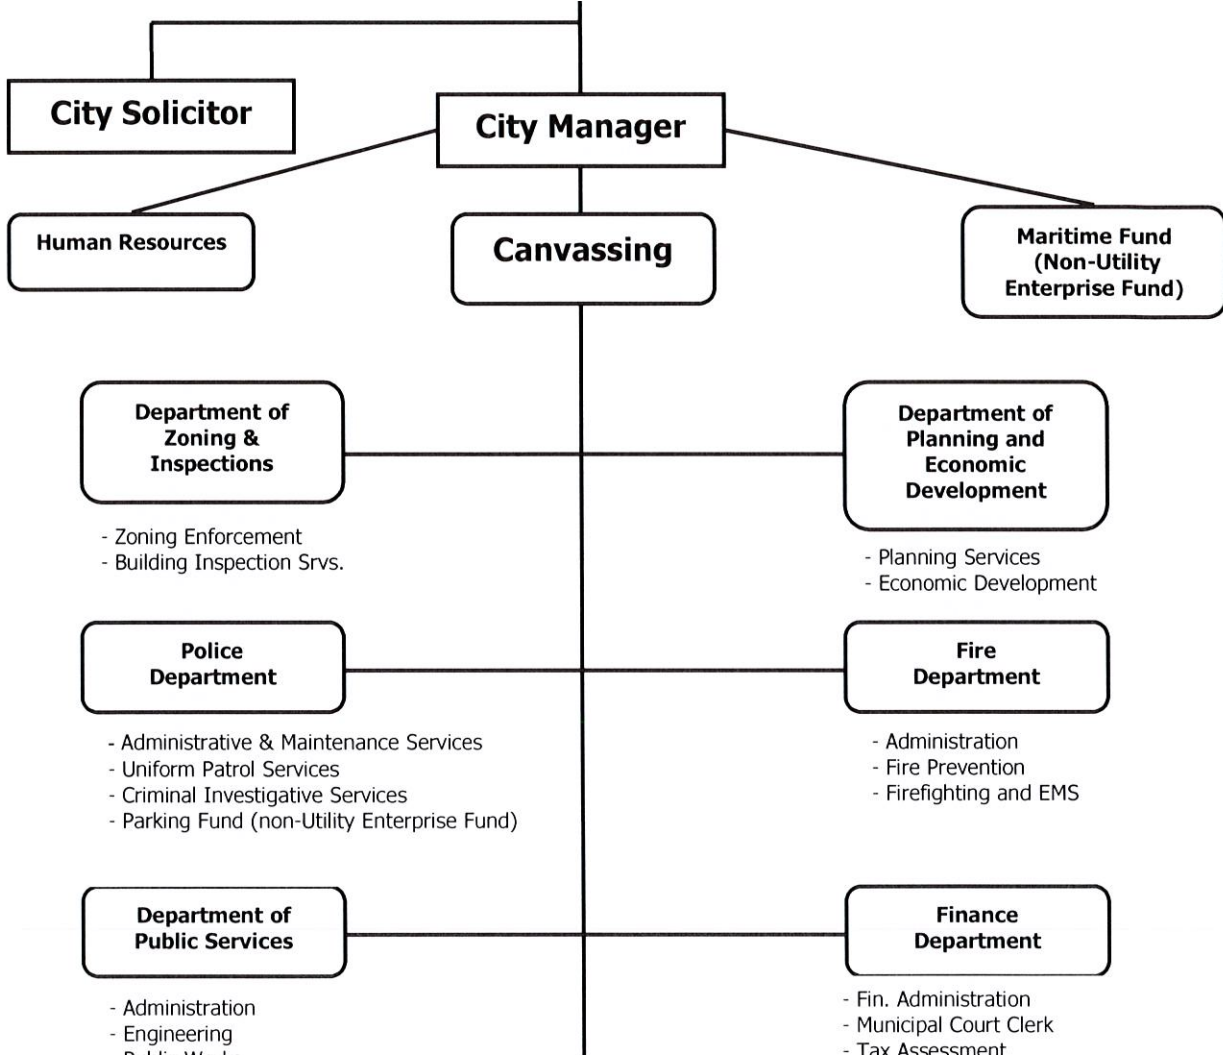 City Solicitor
City Manager
Human Resources
Canvassing
Maritime Fund
(Non-Utility
Enterprise Fund)
Department of
Zoning &
Inspections
- Zoning Enforcement
- Building Inspection Srvs.
Department of
Planning and
Economic
Development
- Planning Services
- Economic Development
Police
Department
- Administrative & Maintenance Services
- Uniform Patrol Services
- Criminal Investigative Services
- Parking Fund (non-Utility Enterprise Fund)
Fire
Department
- Administration
- Fire Prevention
- Firefighting and EMS
Department of
Public Services
- Administration
- Engineering
Finance
Department
- Fin. Administration
- Municipal Court Clerk
- Tax Assessment